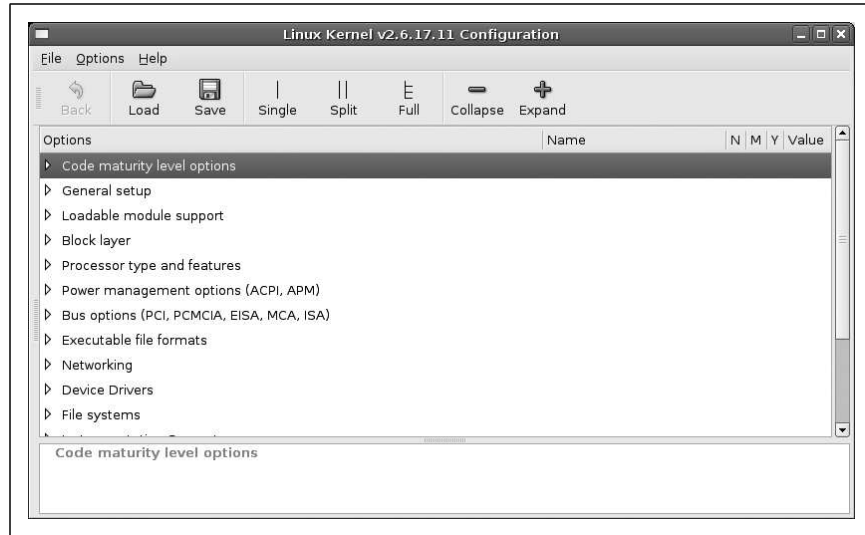 Linux Kernel v2.6.17.11 Configuration
File Options Help
Back Load Save Single Split Full Collapse Expand
Options Name N M Y Value
Code maturity level options
General setup
Loadable module support
Block layer
Processor type and features
Power management options (ACPI, APM)
Bus options (PCI, PCMCIA, EISA, MCA, ISA)
Executable file formats
Networking
Device Drivers
File systems
Code maturity level options